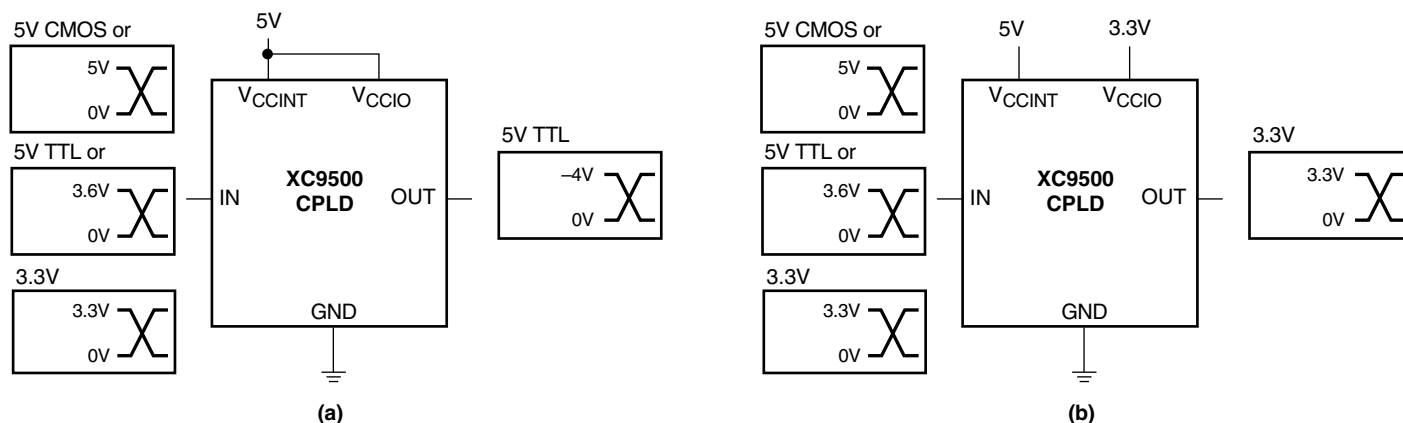 5V CMOS or
5V
0V
5V TTL or
3.6V
0V
3.3V
3.3V
0V
5V
VCCINT VCCIO
XC9500
CPLD
IN
OUT
GND
5V TTL
–4V
0V
(a)
5V CMOS or
5V
0V
5V TTL or
3.6V
0V
3.3V
3.3V
0V
5V 3.3V
VCCINT VCCIO
XC9500
CPLD
IN
OUT
GND
3.3V
3.3V
0V
(b)